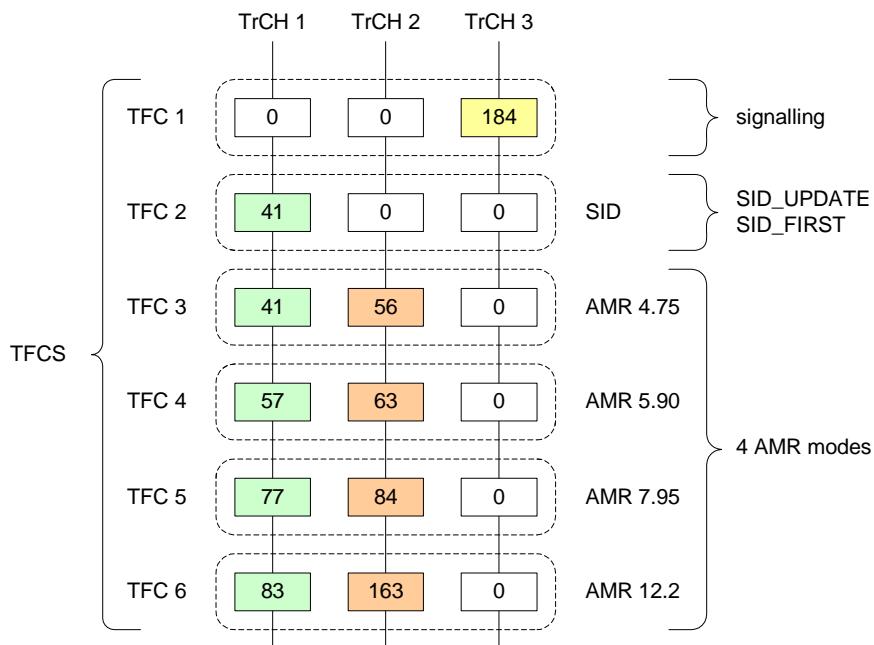 TrCH 1 TrCH 2 TrCH 3
TFC 1 0 0 184 signalling
TFC 2 41 0 0 SID SID_UPDATE
SID_FIRST
TFC 3 41 56 0 AMR 4.75
TFCS
TFC 4 57 63 0 AMR 5.90
4 AMR modes
TFC 5 77 84 0 AMR 7.95
TFC 6 83 163 0 AMR 12.2